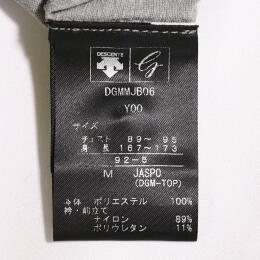 DESCENTE
DGMMJB06
Y00
サイズ
チェスト 89~ 95
身長 167~173
92-5
M JASPO
(DGM-TOP)
身体 ポリエステル 100%
衿・前立て
ナイロン 89%
ポリウレタン 11%